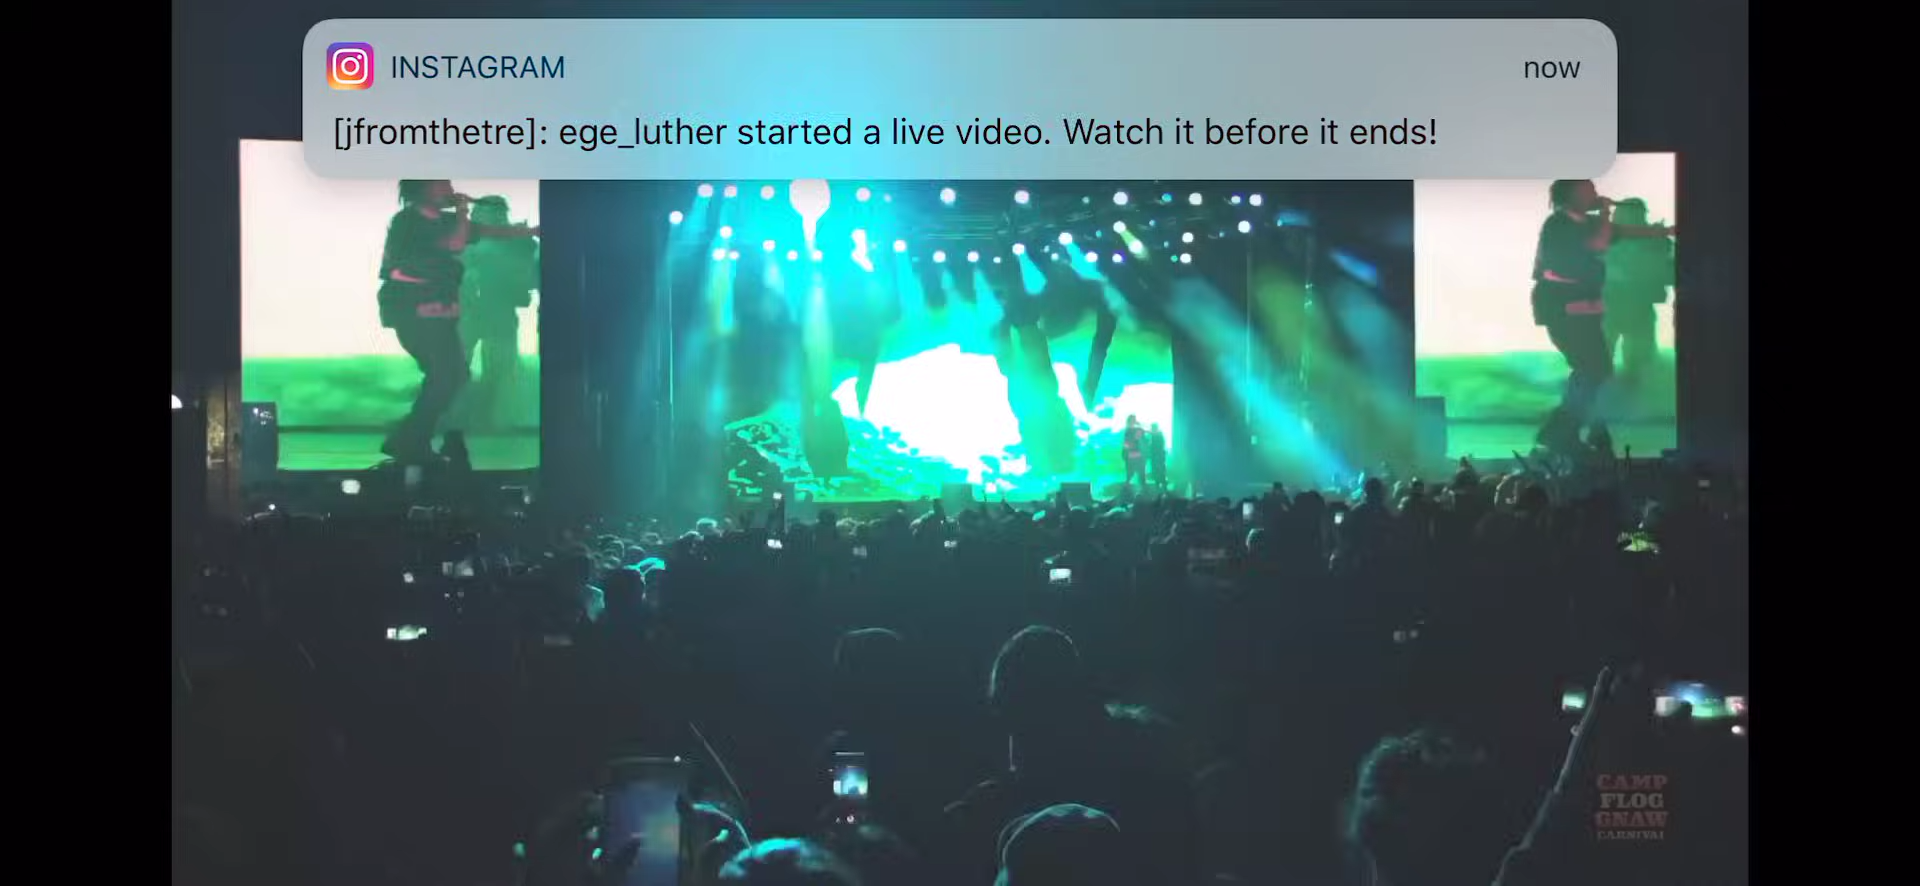 INSTAGRAM
now
[jfromthetre]: ege_luther started a live video. Watch it before it ends!
CAMP
FLOG
GNAW
CARNIVAL